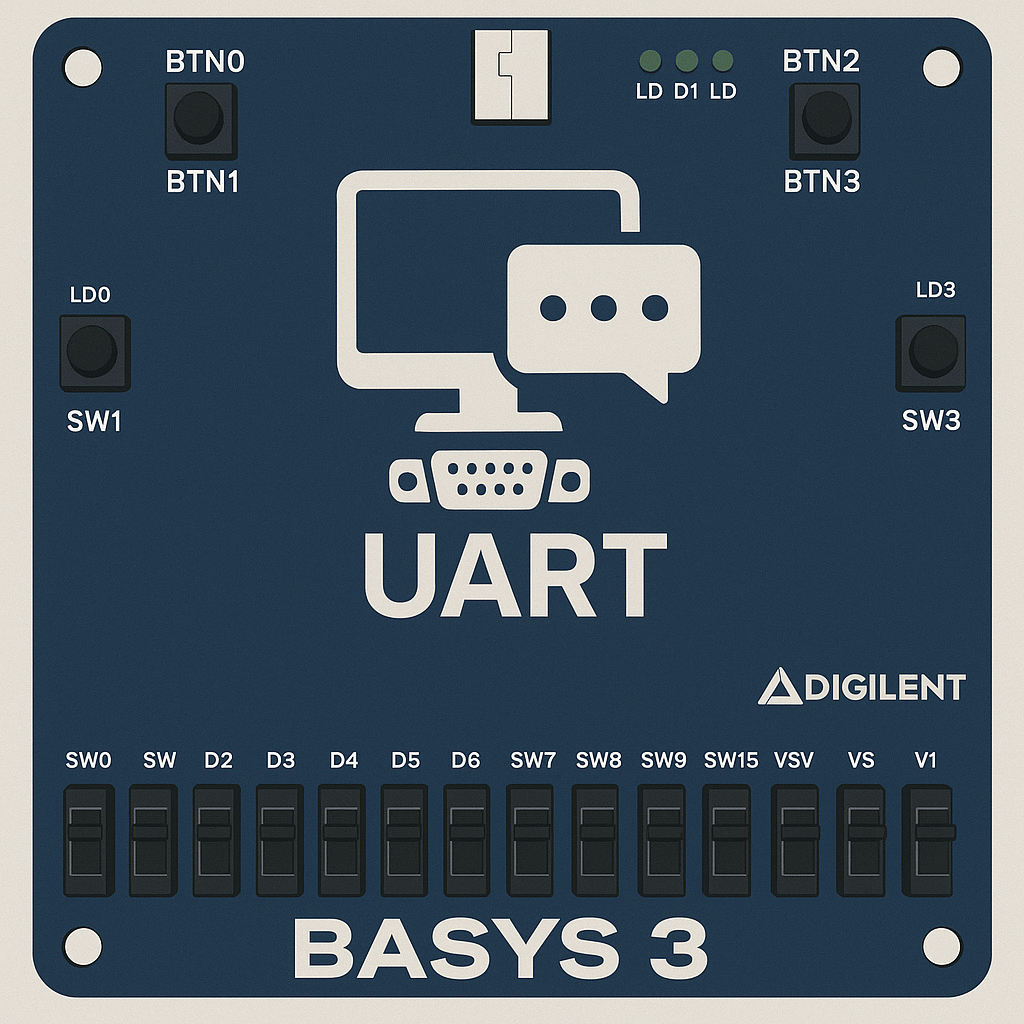 BTN0
BTN2
LD D1 LD
BTN1
BTN3
LD0
LD3
SW1
SW3
UART
DIGILENT
SW0 SW D2 D3 D4 D5 D6 SW7 SW8 SW9 SW15 VSV VS V1
BASYS 3